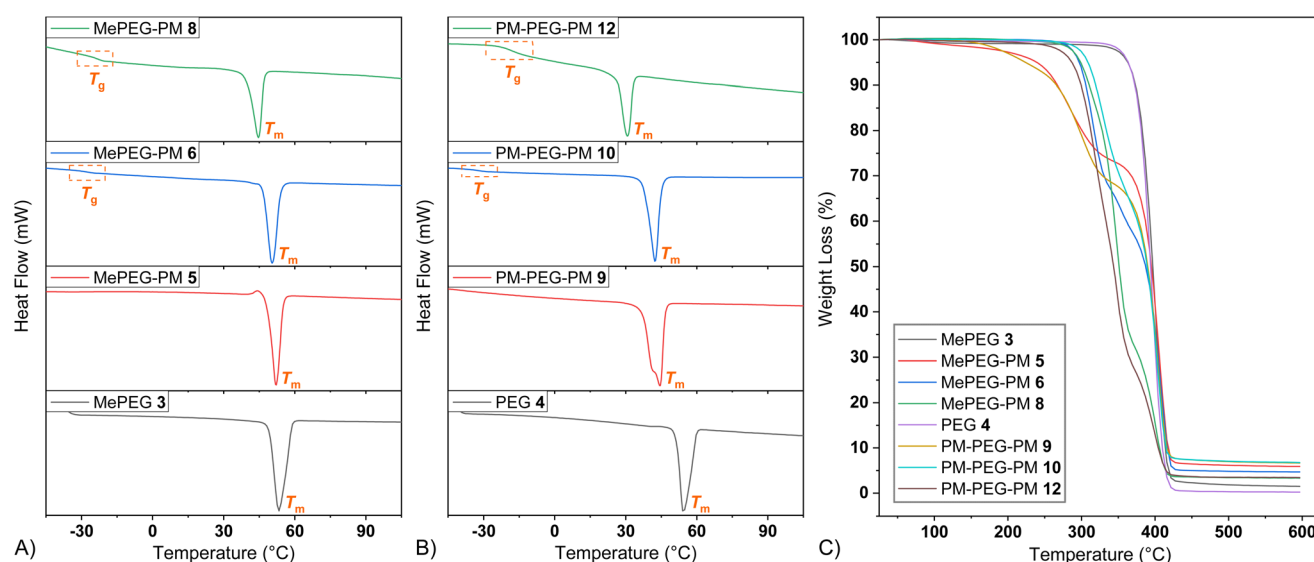 MePEG-PM 8
Tg
Tm
MePEG-PM 6
Tg
Tm
MePEG-PM 5
Tm
MePEG 3
Tm
Heat Flow (mW)
-30 0 30 60 90
Temperature (°C)
A)
PM-PEG-PM 12
Tg
Tm
PM-PEG-PM 10
Tg
Tm
PM-PEG-PM 9
Tm
PEG 4
Tm
Heat Flow (mW)
-30 0 30 60 90
Temperature (°C)
B)
100
90
80
70
60
50
40
30
20
10
0
Weight Loss (%)
MePEG 3
MePEG-PM 5
MePEG-PM 6
MePEG-PM 8
PEG 4
PM-PEG-PM 9
PM-PEG-PM 10
PM-PEG-PM 12
100 200 300 400 500 600
Temperature (°C)
C)